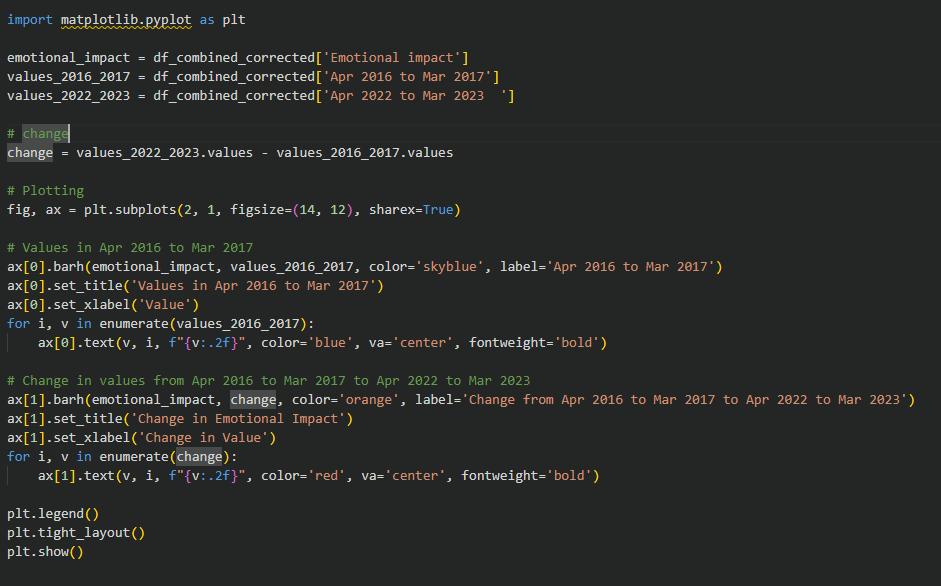 import matplotlib.pyplot as plt
emotional_impact = df_combined_corrected['Emotional impact']
values_2016_2017 = df_combined_corrected['Apr 2016 to Mar 2017']
values_2022_2023 = df_combined_corrected['Apr 2022 to Mar 2023  ']
# change
change = values_2022_2023.values - values_2016_2017.values
# Plotting
fig, ax = plt.subplots(2, 1, figsize=(14, 12), sharex=True)
# Values in Apr 2016 to Mar 2017
ax[0].barh(emotional_impact, values_2016_2017, color='skyblue', label='Apr 2016 to Mar 2017')
ax[0].set_title('Values in Apr 2016 to Mar 2017')
ax[0].set_xlabel('Value')
for i, v in enumerate(values_2016_2017):
    ax[0].text(v, i, f"{v:.2f}", color='blue', va='center', fontweight='bold')
# Change in values from Apr 2016 to Mar 2017 to Apr 2022 to Mar 2023
ax[1].barh(emotional_impact, change, color='orange', label='Change from Apr 2016 to Mar 2017 to Apr 2022 to Mar 2023')
ax[1].set_title('Change in Emotional Impact')
ax[1].set_xlabel('Change in Value')
for i, v in enumerate(change):
    ax[1].text(v, i, f"{v:.2f}", color='red', va='center', fontweight='bold')
plt.legend()
plt.tight_layout()
plt.show()